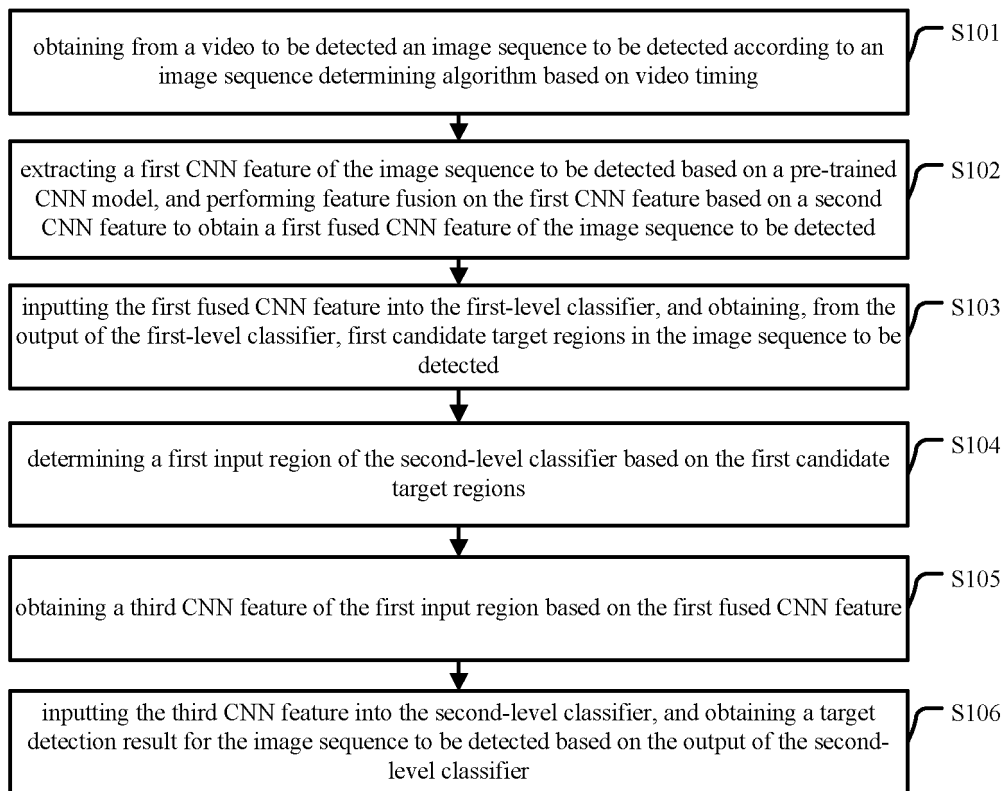 obtaining from a video to be detected an image sequence to be detected according to an
image sequence determining algorithm based on video timing
S101
extracting a first CNN feature of the image sequence to be detected based on a pre-trained
CNN model, and performing feature fusion on the first CNN feature based on a second
CNN feature to obtain a first fused CNN feature of the image sequence to be detected
S102
inputting the first fused CNN feature into the first-level classifier, and obtaining, from the
output of the first-level classifier, first candidate target regions in the image sequence to be
detected
S103
determining a first input region of the second-level classifier based on the first candidate
target regions
S104
obtaining a third CNN feature of the first input region based on the first fused CNN feature
S105
inputting the third CNN feature into the second-level classifier, and obtaining a target
detection result for the image sequence to be detected based on the output of the second-
level classifier
S106